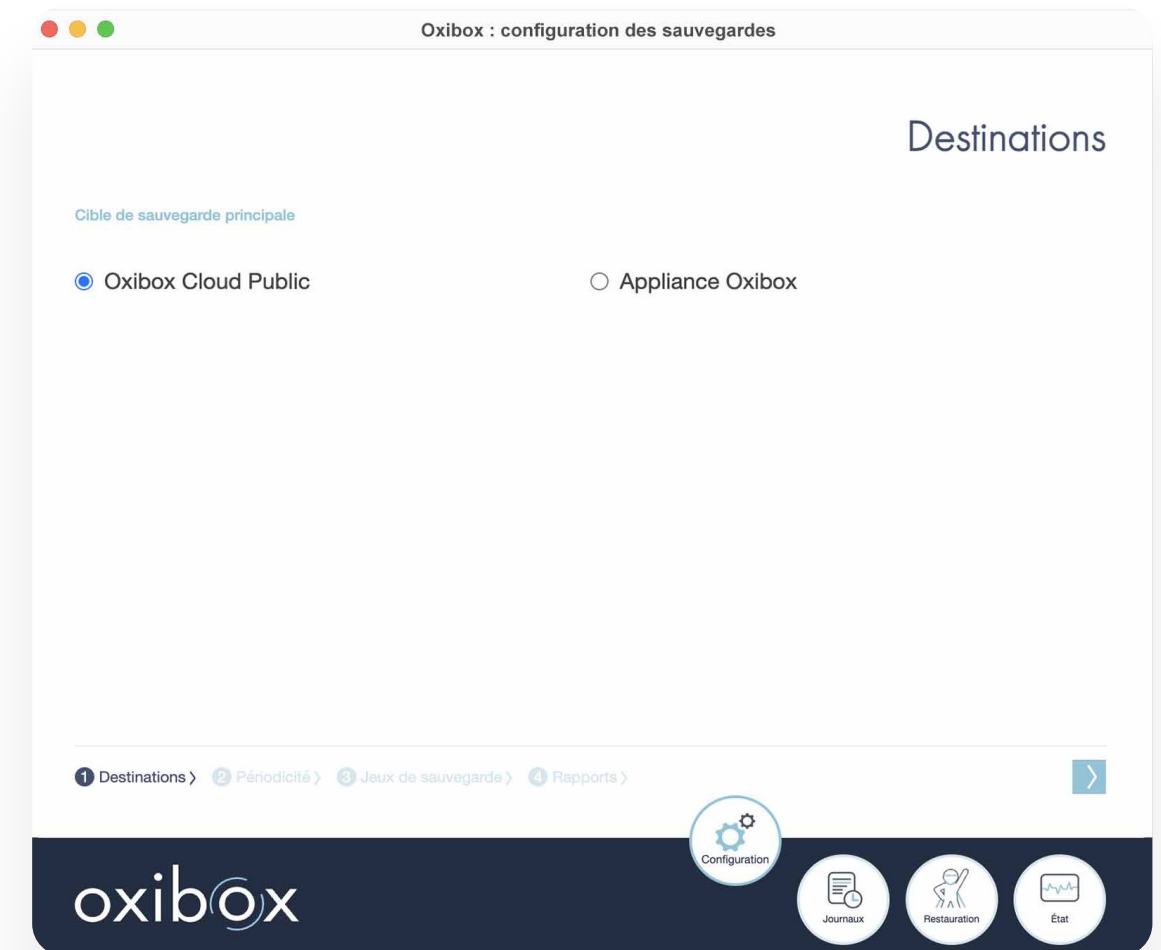 Oxibox : configuration des sauvegardes
Destinations
Cible de sauvegarde principale
Oxibox Cloud Public
Appliance Oxibox
1 Destinations 2 Périodicité 3 Jeux de sauvegarde 4 Rapports
Configuration
oxibox
Journaux
Restauration
État